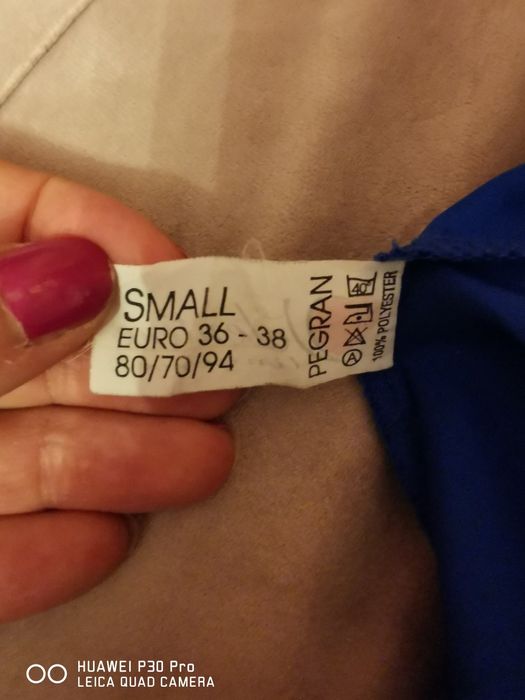 SMALL
EURO 36 - 38
80/70/94
PEGRAN
40
A
100% POLYESTER
HUAWEI P30 Pro
LEICA QUAD CAMERA